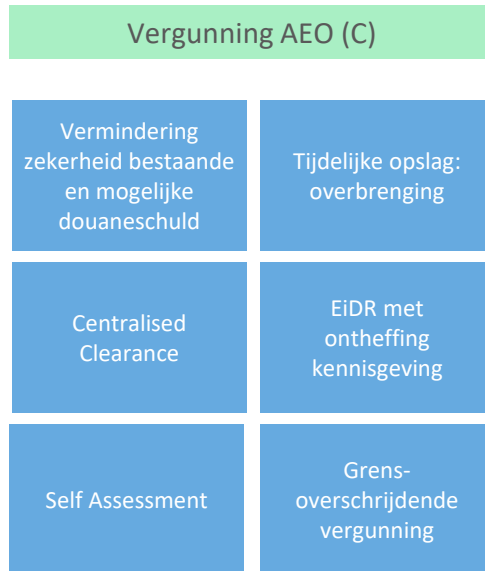 Vergunning AEO (C)
Vermindering
zekerheid bestaande
en mogelijke
douaneschuld
Tijdelijke opslag:
overbrenging
Centralised
Clearance
EiDR met
ontheffing
kennisgeving
Self Assessment
Grens-
overschrijdende
vergunning